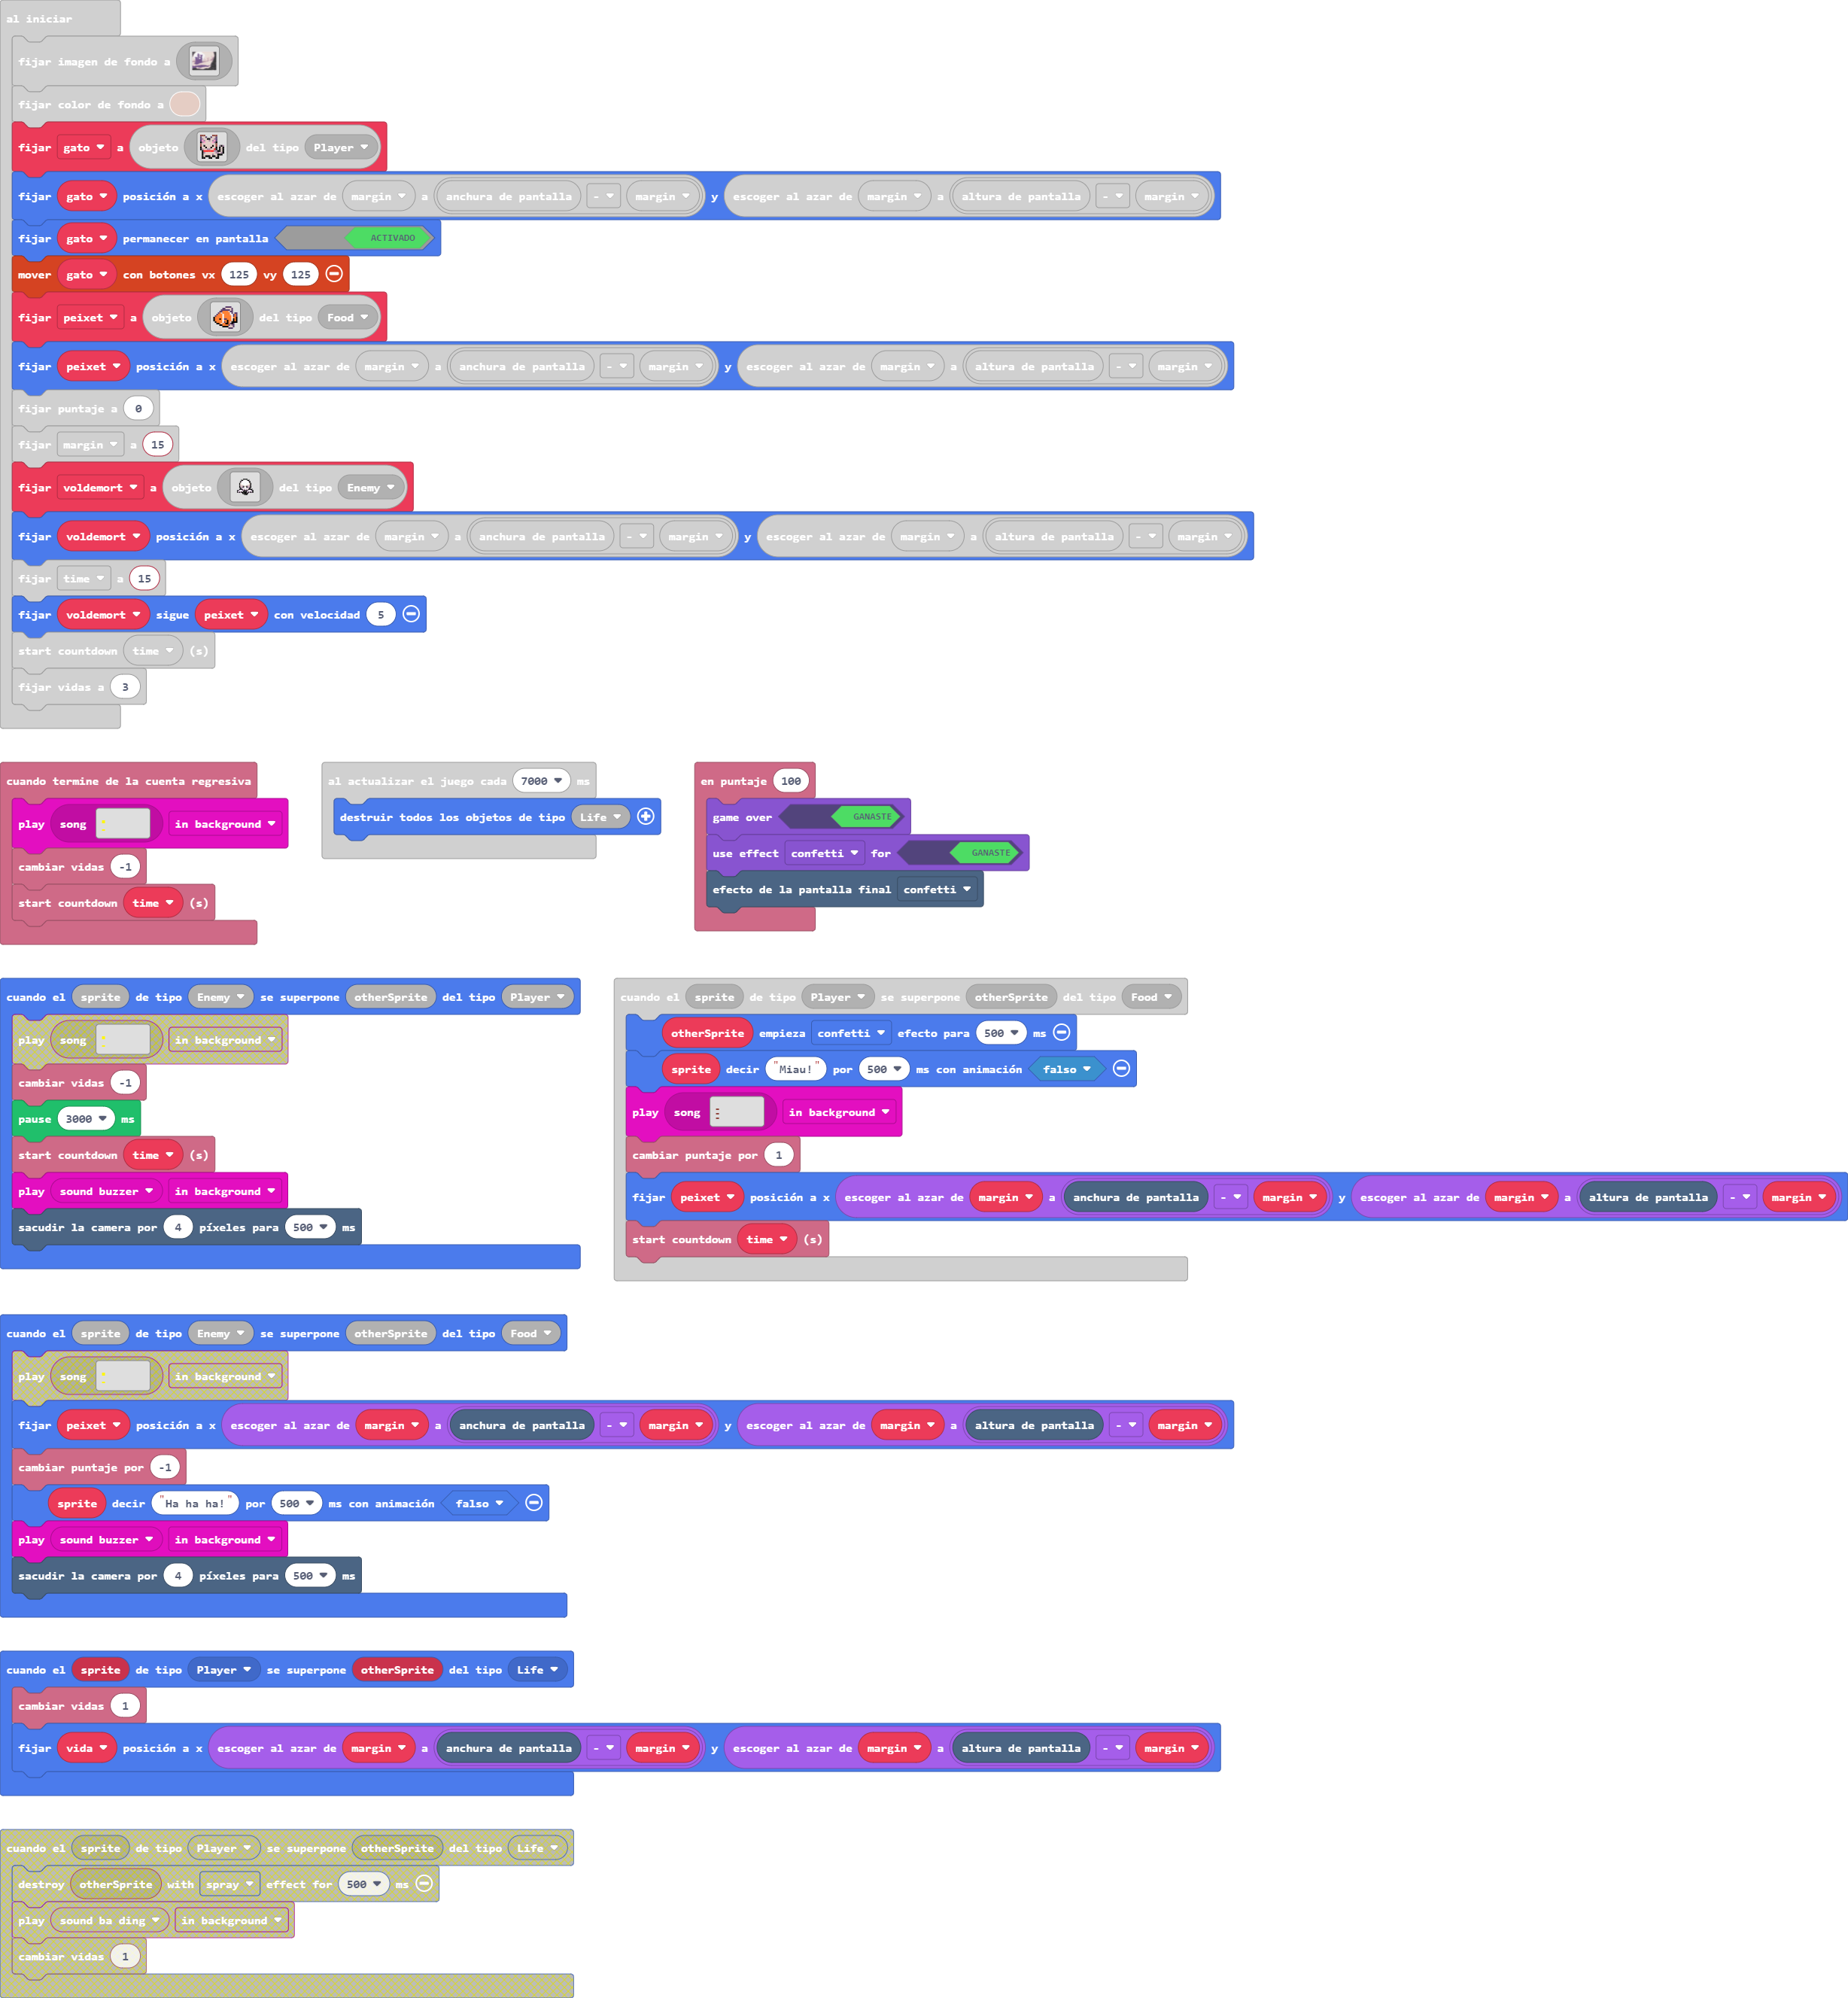 al iniciar
fijar imagen de fondo a
fijar color de fondo a
fijar gato a objeto del tipo Player
fijar gato posición a x escoger al azar de margin a anchura de pantalla - margin y escoger al azar de margin a altura de pantalla - margin
fijar gato permanecer en pantalla ACTIVADO
mover gato con botones vx 125 vy 125
fijar peixet a objeto del tipo Food
fijar peixet posición a x escoger al azar de margin a anchura de pantalla - margin y escoger al azar de margin a altura de pantalla - margin
fijar puntaje a 0
fijar margin a 15
fijar voldemort a objeto del tipo Enemy
fijar voldemort posición a x escoger al azar de margin a anchura de pantalla - margin y escoger al azar de margin a altura de pantalla - margin
fijar time a 15
fijar voldemort sigue peixet con velocidad 5
start countdown time (s)
fijar vidas a 3
cuando termine de la cuenta regresiva
play song in background
cambiar vidas -1
start countdown time (s)
al actualizar el juego cada 7000 ms
destruir todos los objetos de tipo Life
en puntaje 100
game over GANASTE
use effect confetti for GANASTE
efecto de la pantalla final confetti
cuando el sprite de tipo Enemy se superpone otherSprite del tipo Player
play song in background
cambiar vidas -1
pause 3000 ms
start countdown time (s)
play sound buzzer in background
sacudir la camera por 4 píxeles para 500 ms
cuando el sprite de tipo Player se superpone otherSprite del tipo Food
otherSprite empieza confetti efecto para 500 ms
sprite decir "Miau!" por 500 ms con animación falso
play song in background
cambiar puntaje por 1
fijar peixet posición a x escoger al azar de margin a anchura de pantalla - margin y escoger al azar de margin a altura de pantalla - margin
start countdown time (s)
cuando el sprite de tipo Enemy se superpone otherSprite del tipo Food
play song in background
fijar peixet posición a x escoger al azar de margin a anchura de pantalla - margin y escoger al azar de margin a altura de pantalla - margin
cambiar puntaje por -1
sprite decir "Ha ha ha!" por 500 ms con animación falso
play sound buzzer in background
sacudir la camera por 4 píxeles para 500 ms
cuando el sprite de tipo Player se superpone otherSprite del tipo Life
cambiar vidas 1
fijar vida posición a x escoger al azar de margin a anchura de pantalla - margin y escoger al azar de margin a altura de pantalla - margin
cuando el sprite de tipo Player se superpone otherSprite del tipo Life
destroy otherSprite with spray effect for 500 ms
play sound ba ding in background
cambiar vidas 1